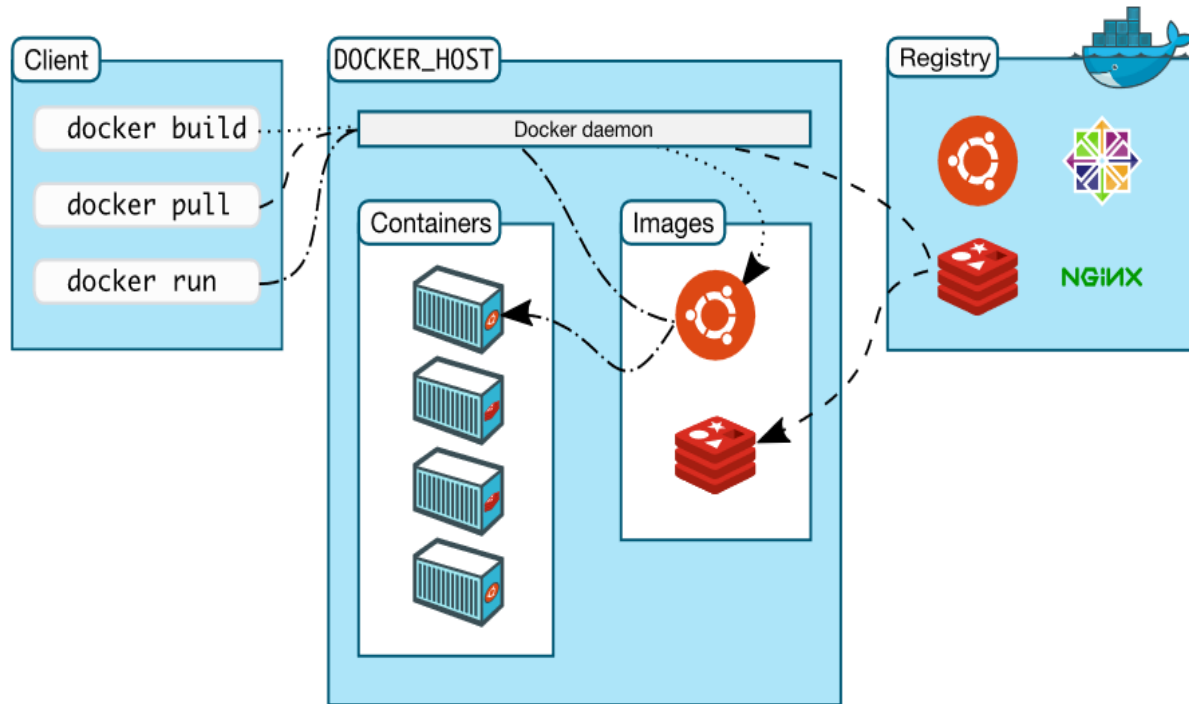 Client
docker build
docker pull
docker run
DOCKER_HOST
Docker daemon
Containers
Images
Registry
NGiNX